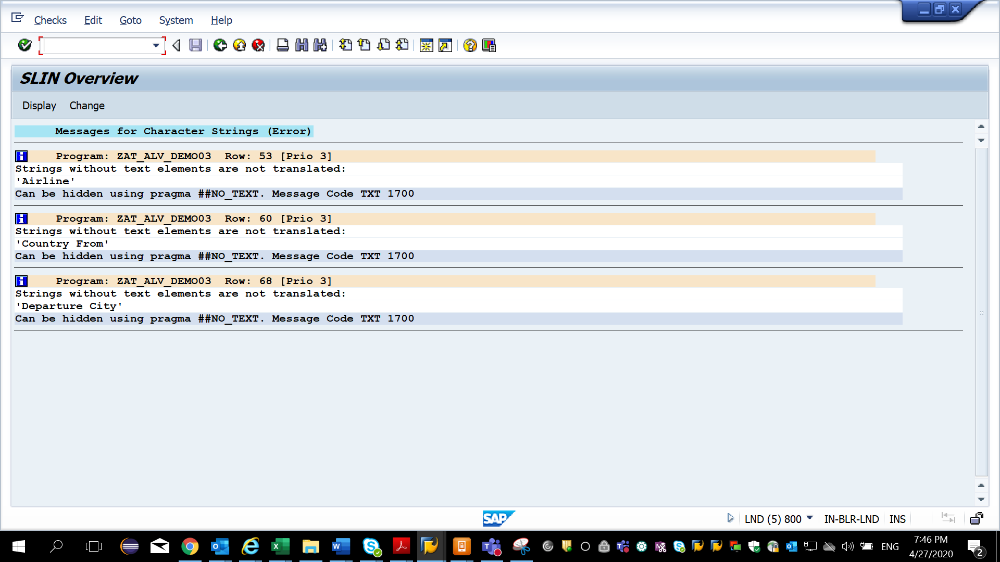 Checks Edit Goto System Help
SLIN Overview
Display Change
Messages for Character Strings (Error)
Program: ZAT_ALV_DEMO03 Row: 53 [Prio 3]
Strings without text elements are not translated:
'Airline'
Can be hidden using pragma ##NO_TEXT. Message Code TXT 1700
Program: ZAT_ALV_DEMO03 Row: 60 [Prio 3]
Strings without text elements are not translated:
'Country From'
Can be hidden using pragma ##NO_TEXT. Message Code TXT 1700
Program: ZAT_ALV_DEMO03 Row: 68 [Prio 3]
Strings without text elements are not translated:
'Departure City'
Can be hidden using pragma ##NO_TEXT. Message Code TXT 1700
SAP LND (5) 800 IN-BLR-LND INS
ENG
7:46 PM
4/27/2020
2